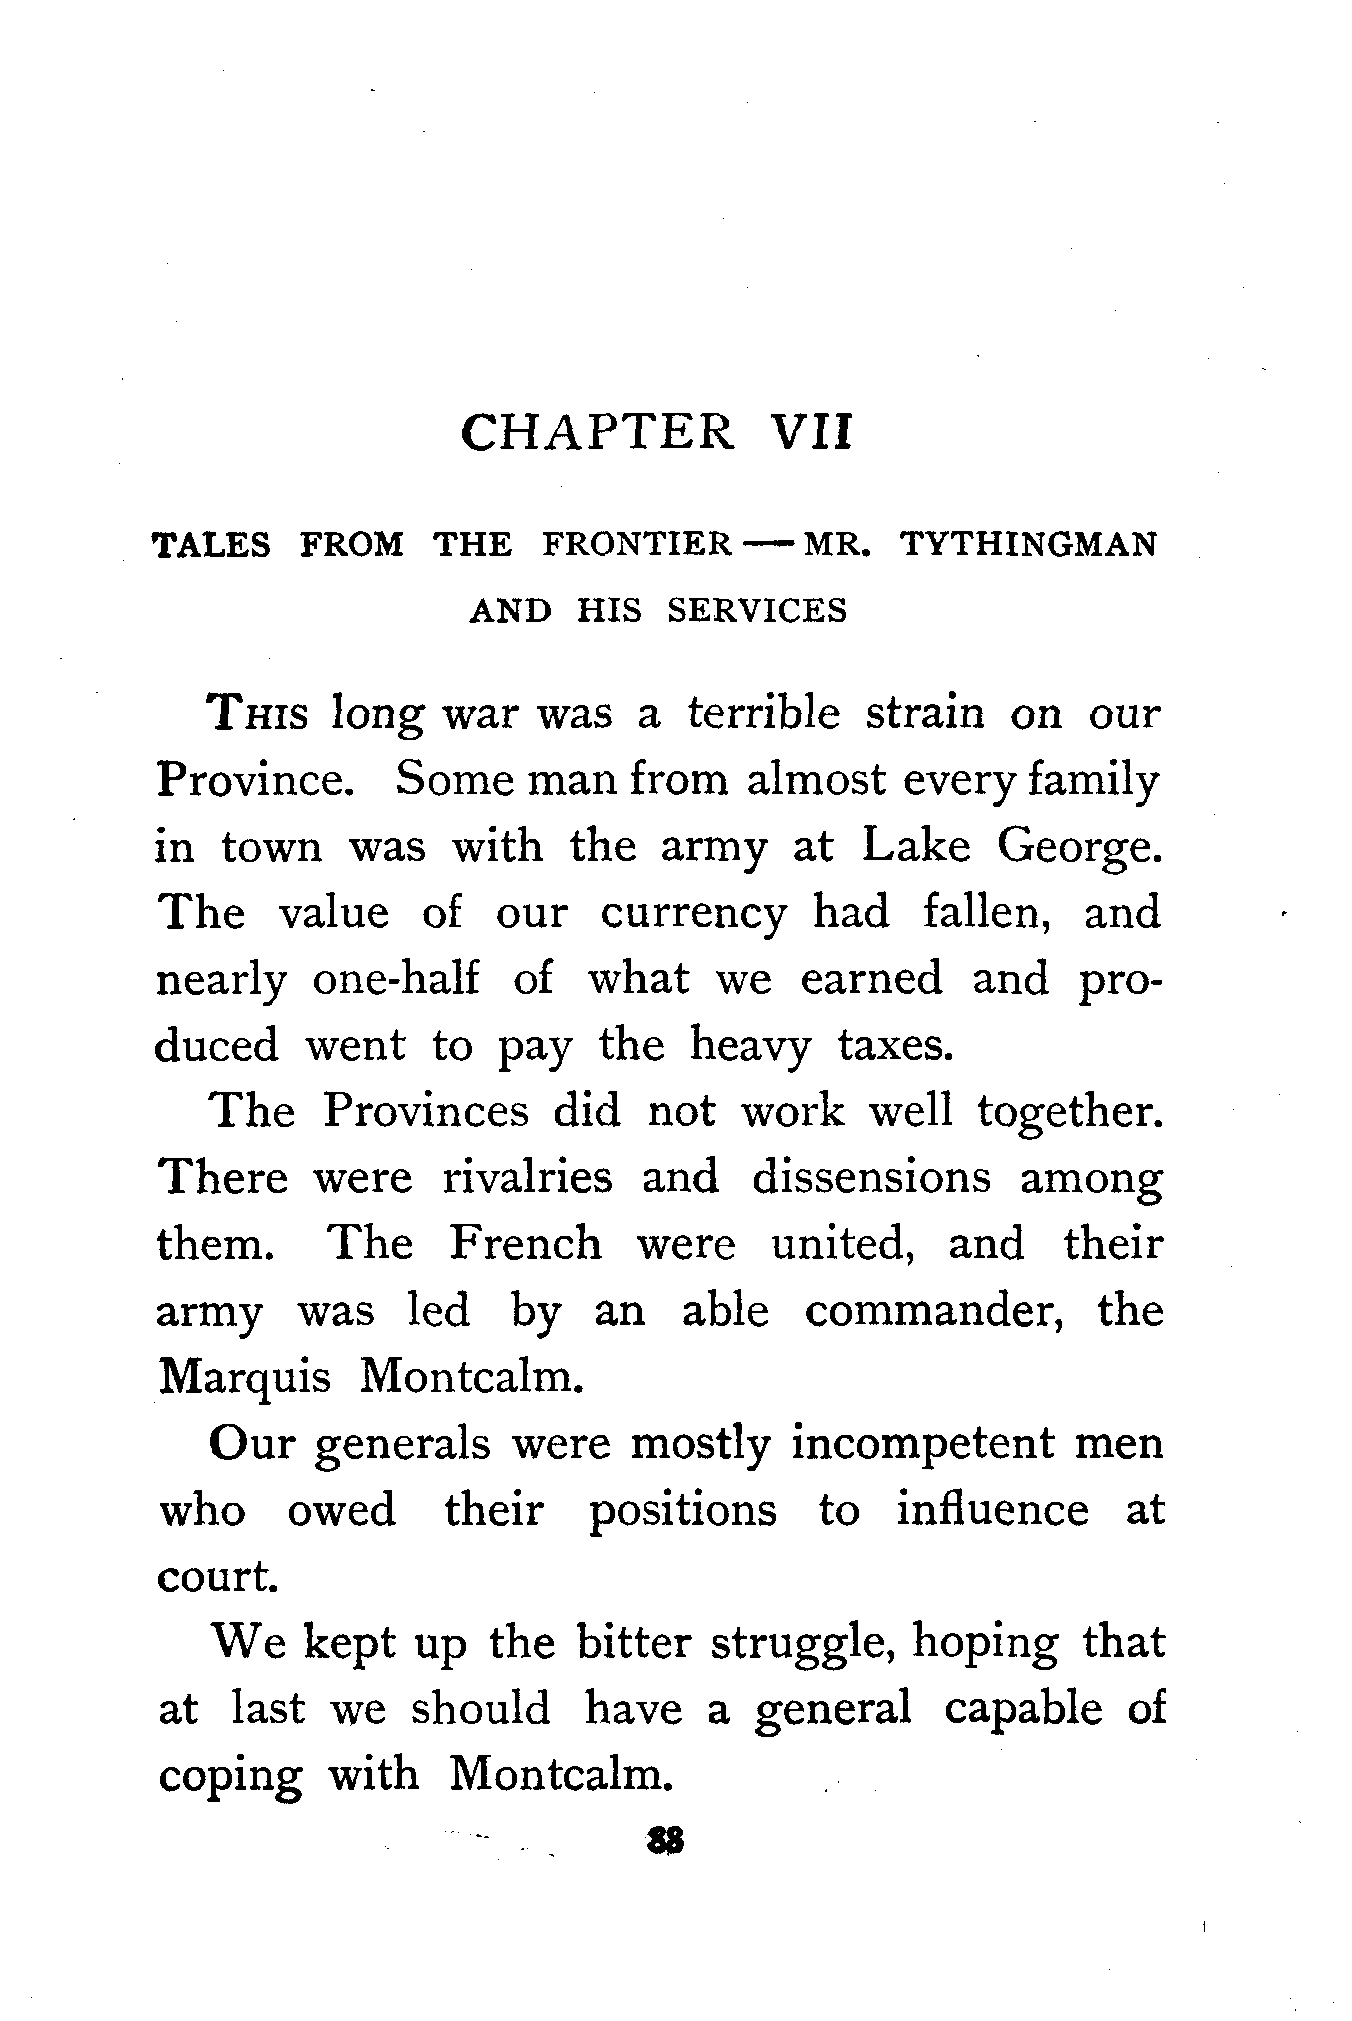 CHAPTER VII
TALES FROM THE FRONTIER — MR. TYTHINGMAN
AND HIS SERVICES
THIS long war was a terrible strain on our
Province. Some man from almost every family
in town was with the army at Lake George.
The value of our currency had fallen, and
nearly one-half of what we earned and pro-
duced went to pay the heavy taxes.
The Provinces did not work well together.
There were rivalries and dissensions among
them. The French were united, and their
army was led by an able commander, the
Marquis Montcalm.
Our generals were mostly incompetent men
who owed their positions to influence at
court.
We kept up the bitter struggle, hoping that
at last we should have a general capable of
coping with Montcalm.
88